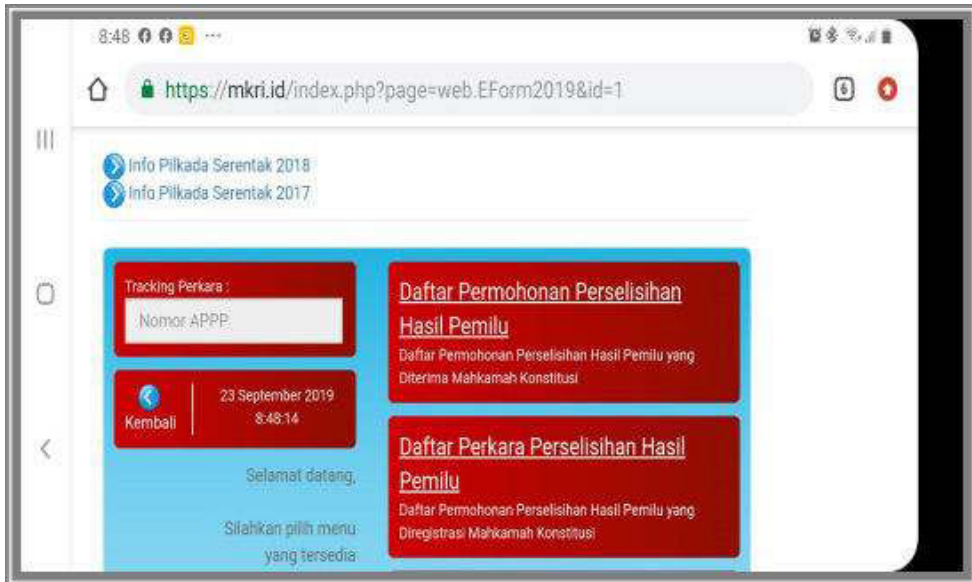 8:48
https://mkri.id/index.php?page=web.EForm2019&id=1
6
Info Pilkada Serentak 2018
Info Pilkada Serentak 2017
Tracking Perkara :
Nomor APPP
Kembali
23 September 2019
8:48:14
Selamat datang,
Silahkan pilih menu
yang tersedia
Daftar Permohonan Perselisihan
Hasil Pemilu
Daftar Permohonan Perselisihan Hasil Pemilu yang
Diterima Mahkamah Konstitusi
Daftar Perkara Perselisihan Hasil
Pemilu
Daftar Permohonan Perselisihan Hasil Pemilu yang
Diregistrasi Mahkamah Konstitusi